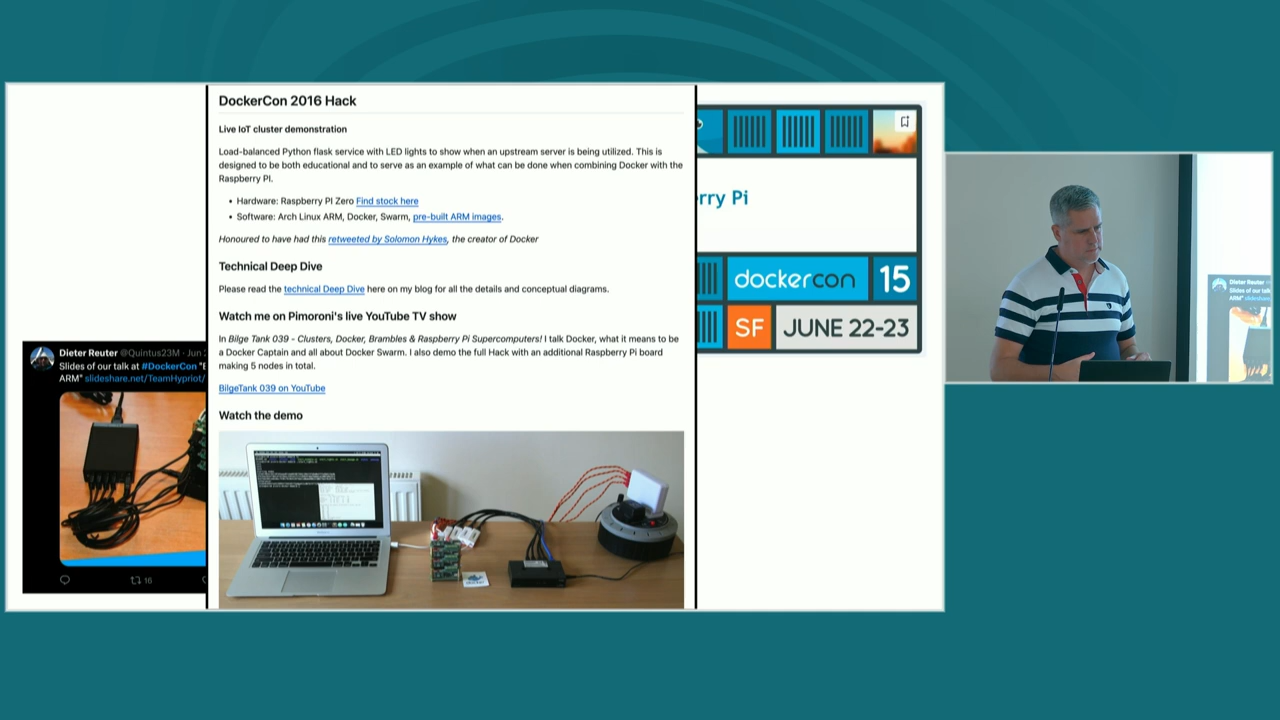 DockerCon 2016 Hack
Live IoT cluster demonstration
Load-balanced Python flask service with LED lights to show when an upstream server is being utilized. This is
designed to be both educational and to serve as an example of what can be done when combining Docker with the
Raspberry PI.
• Hardware: Raspberry PI Zero Find stock here
• Software: Arch Linux ARM, Docker, Swarm, pre-built ARM images.
Honoured to have had this retweeted by Solomon Hykes, the creator of Docker
Technical Deep Dive
Please read the technical Deep Dive here on my blog for all the details and conceptual diagrams.
Watch me on Pimoroni's live YouTube TV show
In Bilge Tank 039 - Clusters, Docker, Brambles & Raspberry Pi Supercomputers! I talk Docker, what it means to be
a Docker Captain and all about Docker Swarm. I also demo the full Hack with an additional Raspberry Pi board
making 5 nodes in total.
BilgeTank 039 on YouTube
Watch the demo
Dieter Reuter @Quintus23M · Jun
Slides of our talk at #DockerCon "E
ARM" slideshare.net/TeamHypriot/
16
rry Pi
dockercon 15
SF JUNE 22-23
Dieter Reuter
Slides of our talk
ARM" slideshare